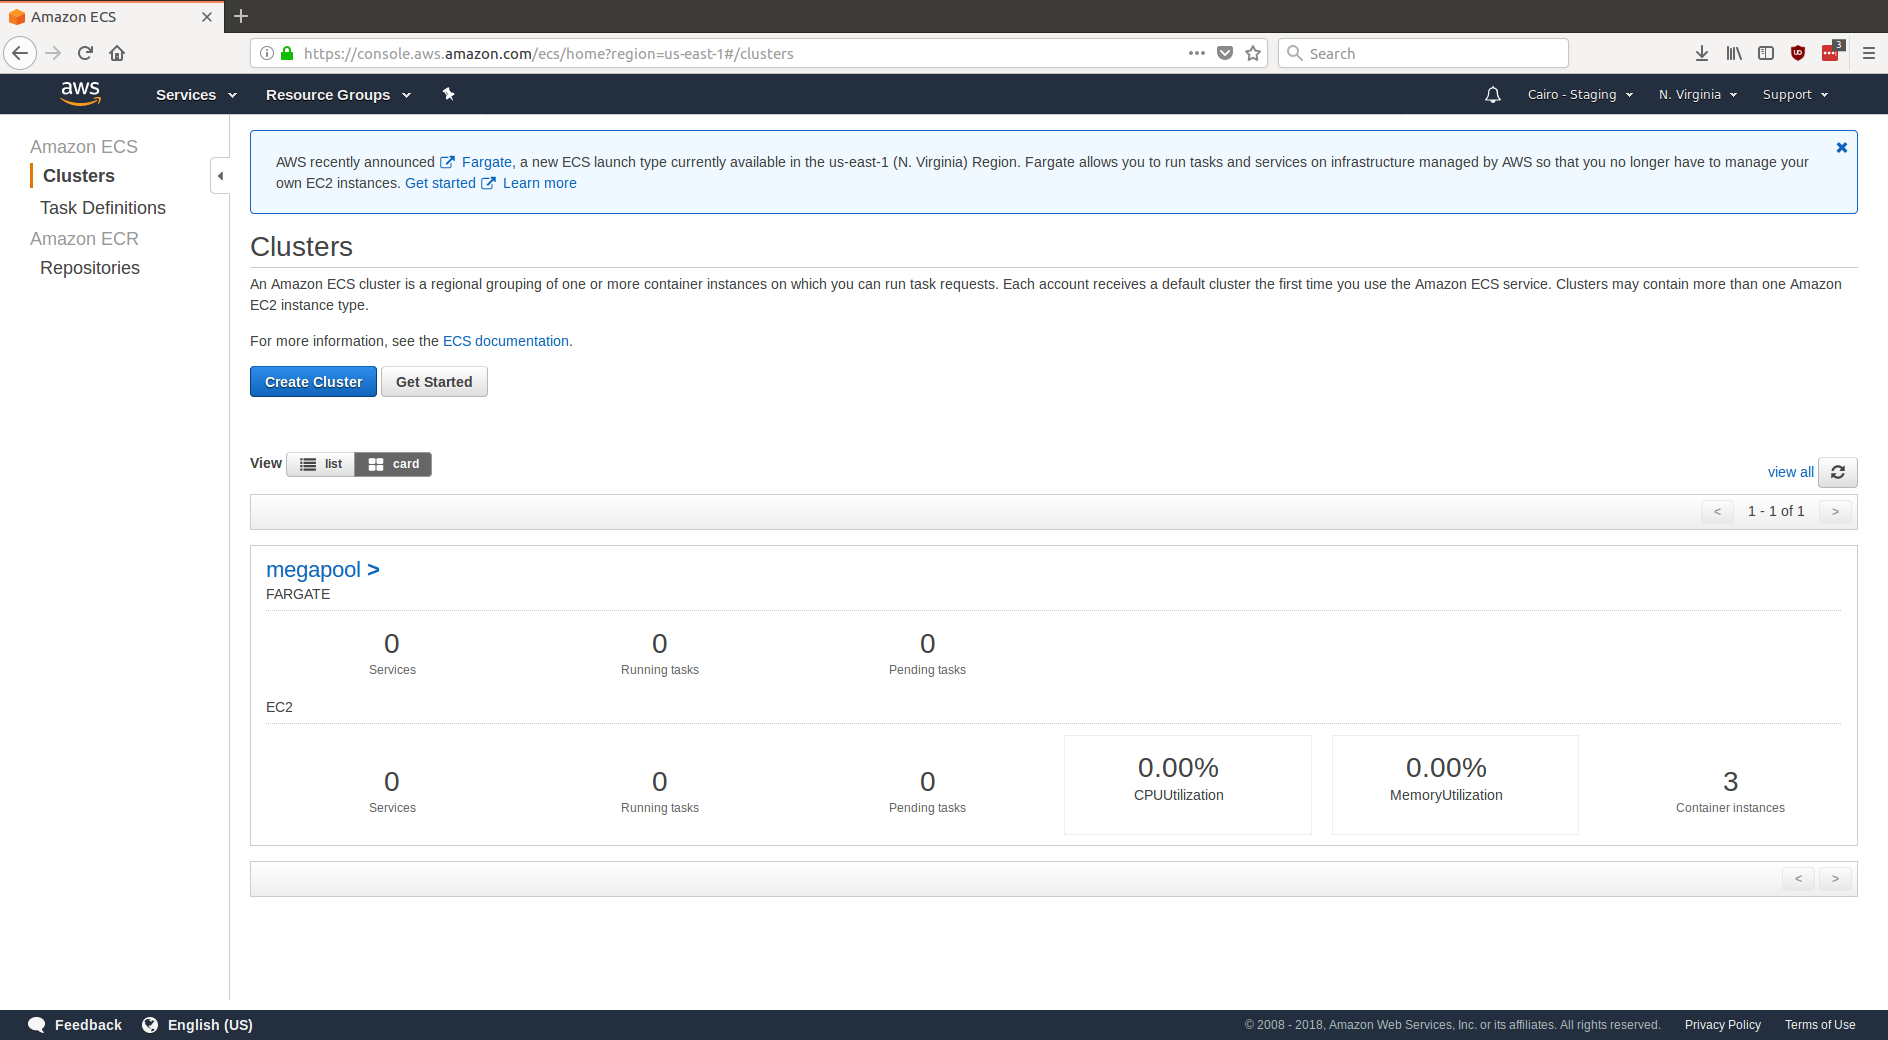 Amazon ECS
https://console.aws.amazon.com/ecs/home?region=us-east-1#/clusters
Search
3
aws
Services
Resource Groups
Cairo - Staging
N. Virginia
Support
Amazon ECS
Clusters
Task Definitions
Amazon ECR
Repositories
AWS recently announced Fargate, a new ECS launch type currently available in the us-east-1 (N. Virginia) Region. Fargate allows you to run tasks and services on infrastructure managed by AWS so that you no longer have to manage your
own EC2 instances. Get started Learn more
Clusters
An Amazon ECS cluster is a regional grouping of one or more container instances on which you can run task requests. Each account receives a default cluster the first time you use the Amazon ECS service. Clusters may contain more than one Amazon
EC2 instance type.
For more information, see the ECS documentation.
Create Cluster
Get Started
View
list
card
view all
< 1 - 1 of 1 >
megapool >
FARGATE
0
Services
0
Running tasks
0
Pending tasks
EC2
0
Services
0
Running tasks
0
Pending tasks
0.00%
CPUUtilization
0.00%
MemoryUtilization
3
Container instances
< >
Feedback
English (US)
© 2008 - 2018, Amazon Web Services, Inc. or its affiliates. All rights reserved.
Privacy Policy
Terms of Use